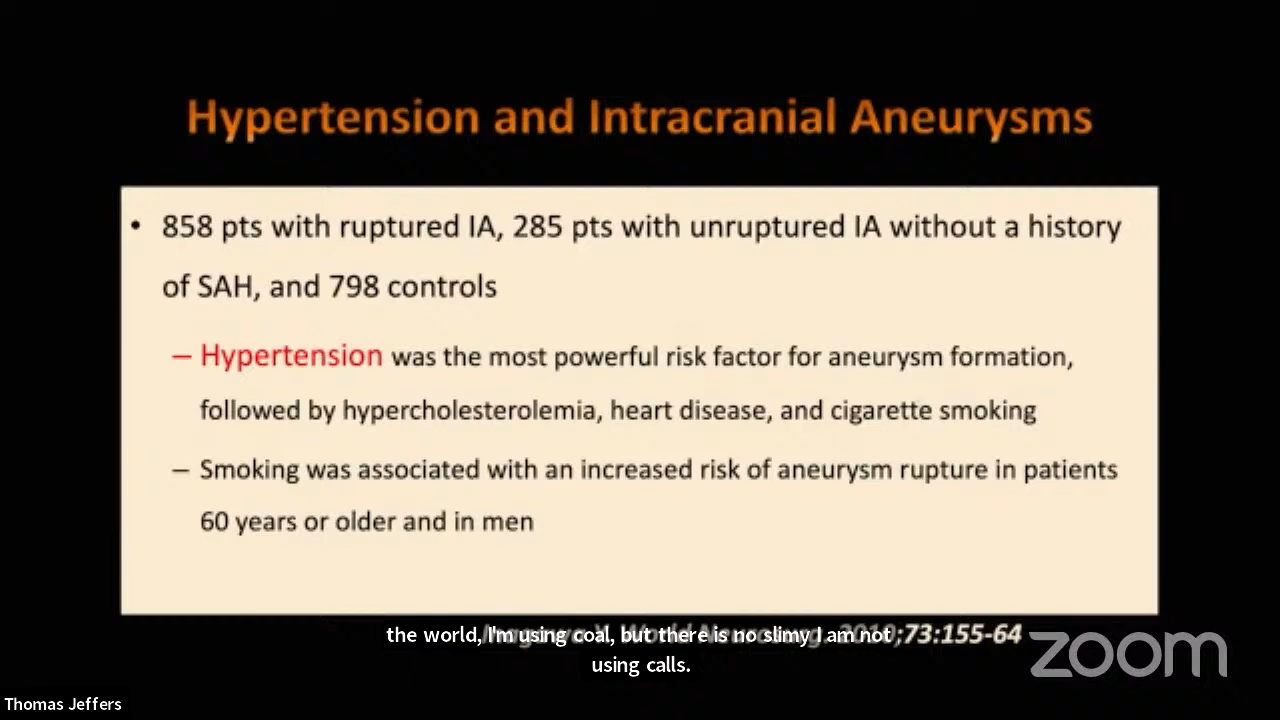 Hypertension and Intracranial Aneurysms
• 858 pts with ruptured IA, 285 pts with unruptured IA without a history
of SAH, and 798 controls
– Hypertension was the most powerful risk factor for aneurysm formation,
followed by hypercholesterolemia, heart disease, and cigarette smoking
– Smoking was associated with an increased risk of aneurysm rupture in patients
60 years or older and in men
;73:155-64
the world, I'm using coal, but there is no slimy I am not
using calls.
zoom
Thomas Jeffers